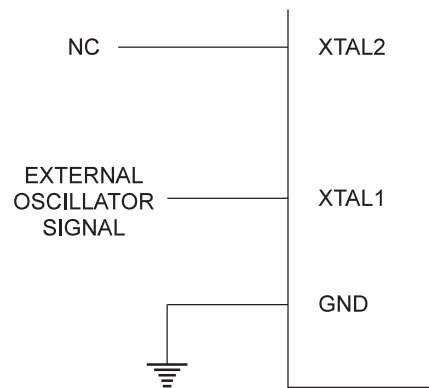 NC
XTAL2
EXTERNAL
OSCILLATOR
SIGNAL
XTAL1
GND